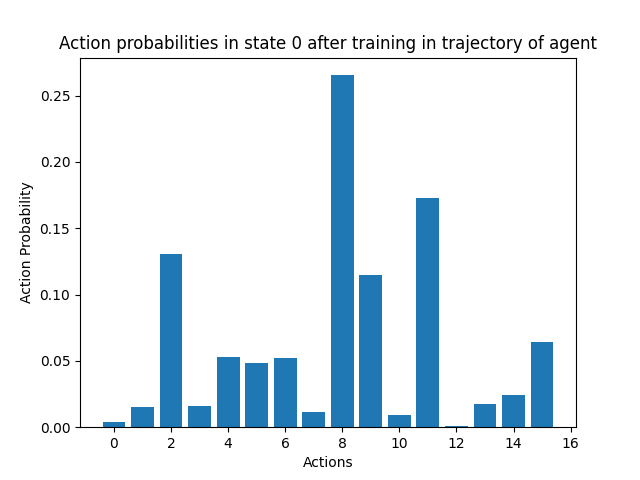 Action probabilities in state 0 after training in trajectory of agent
0.25
0.20
0.15
0.10
0.05
0.00
Action Probability
0 2 4 6 8 10 12 14 16
Actions